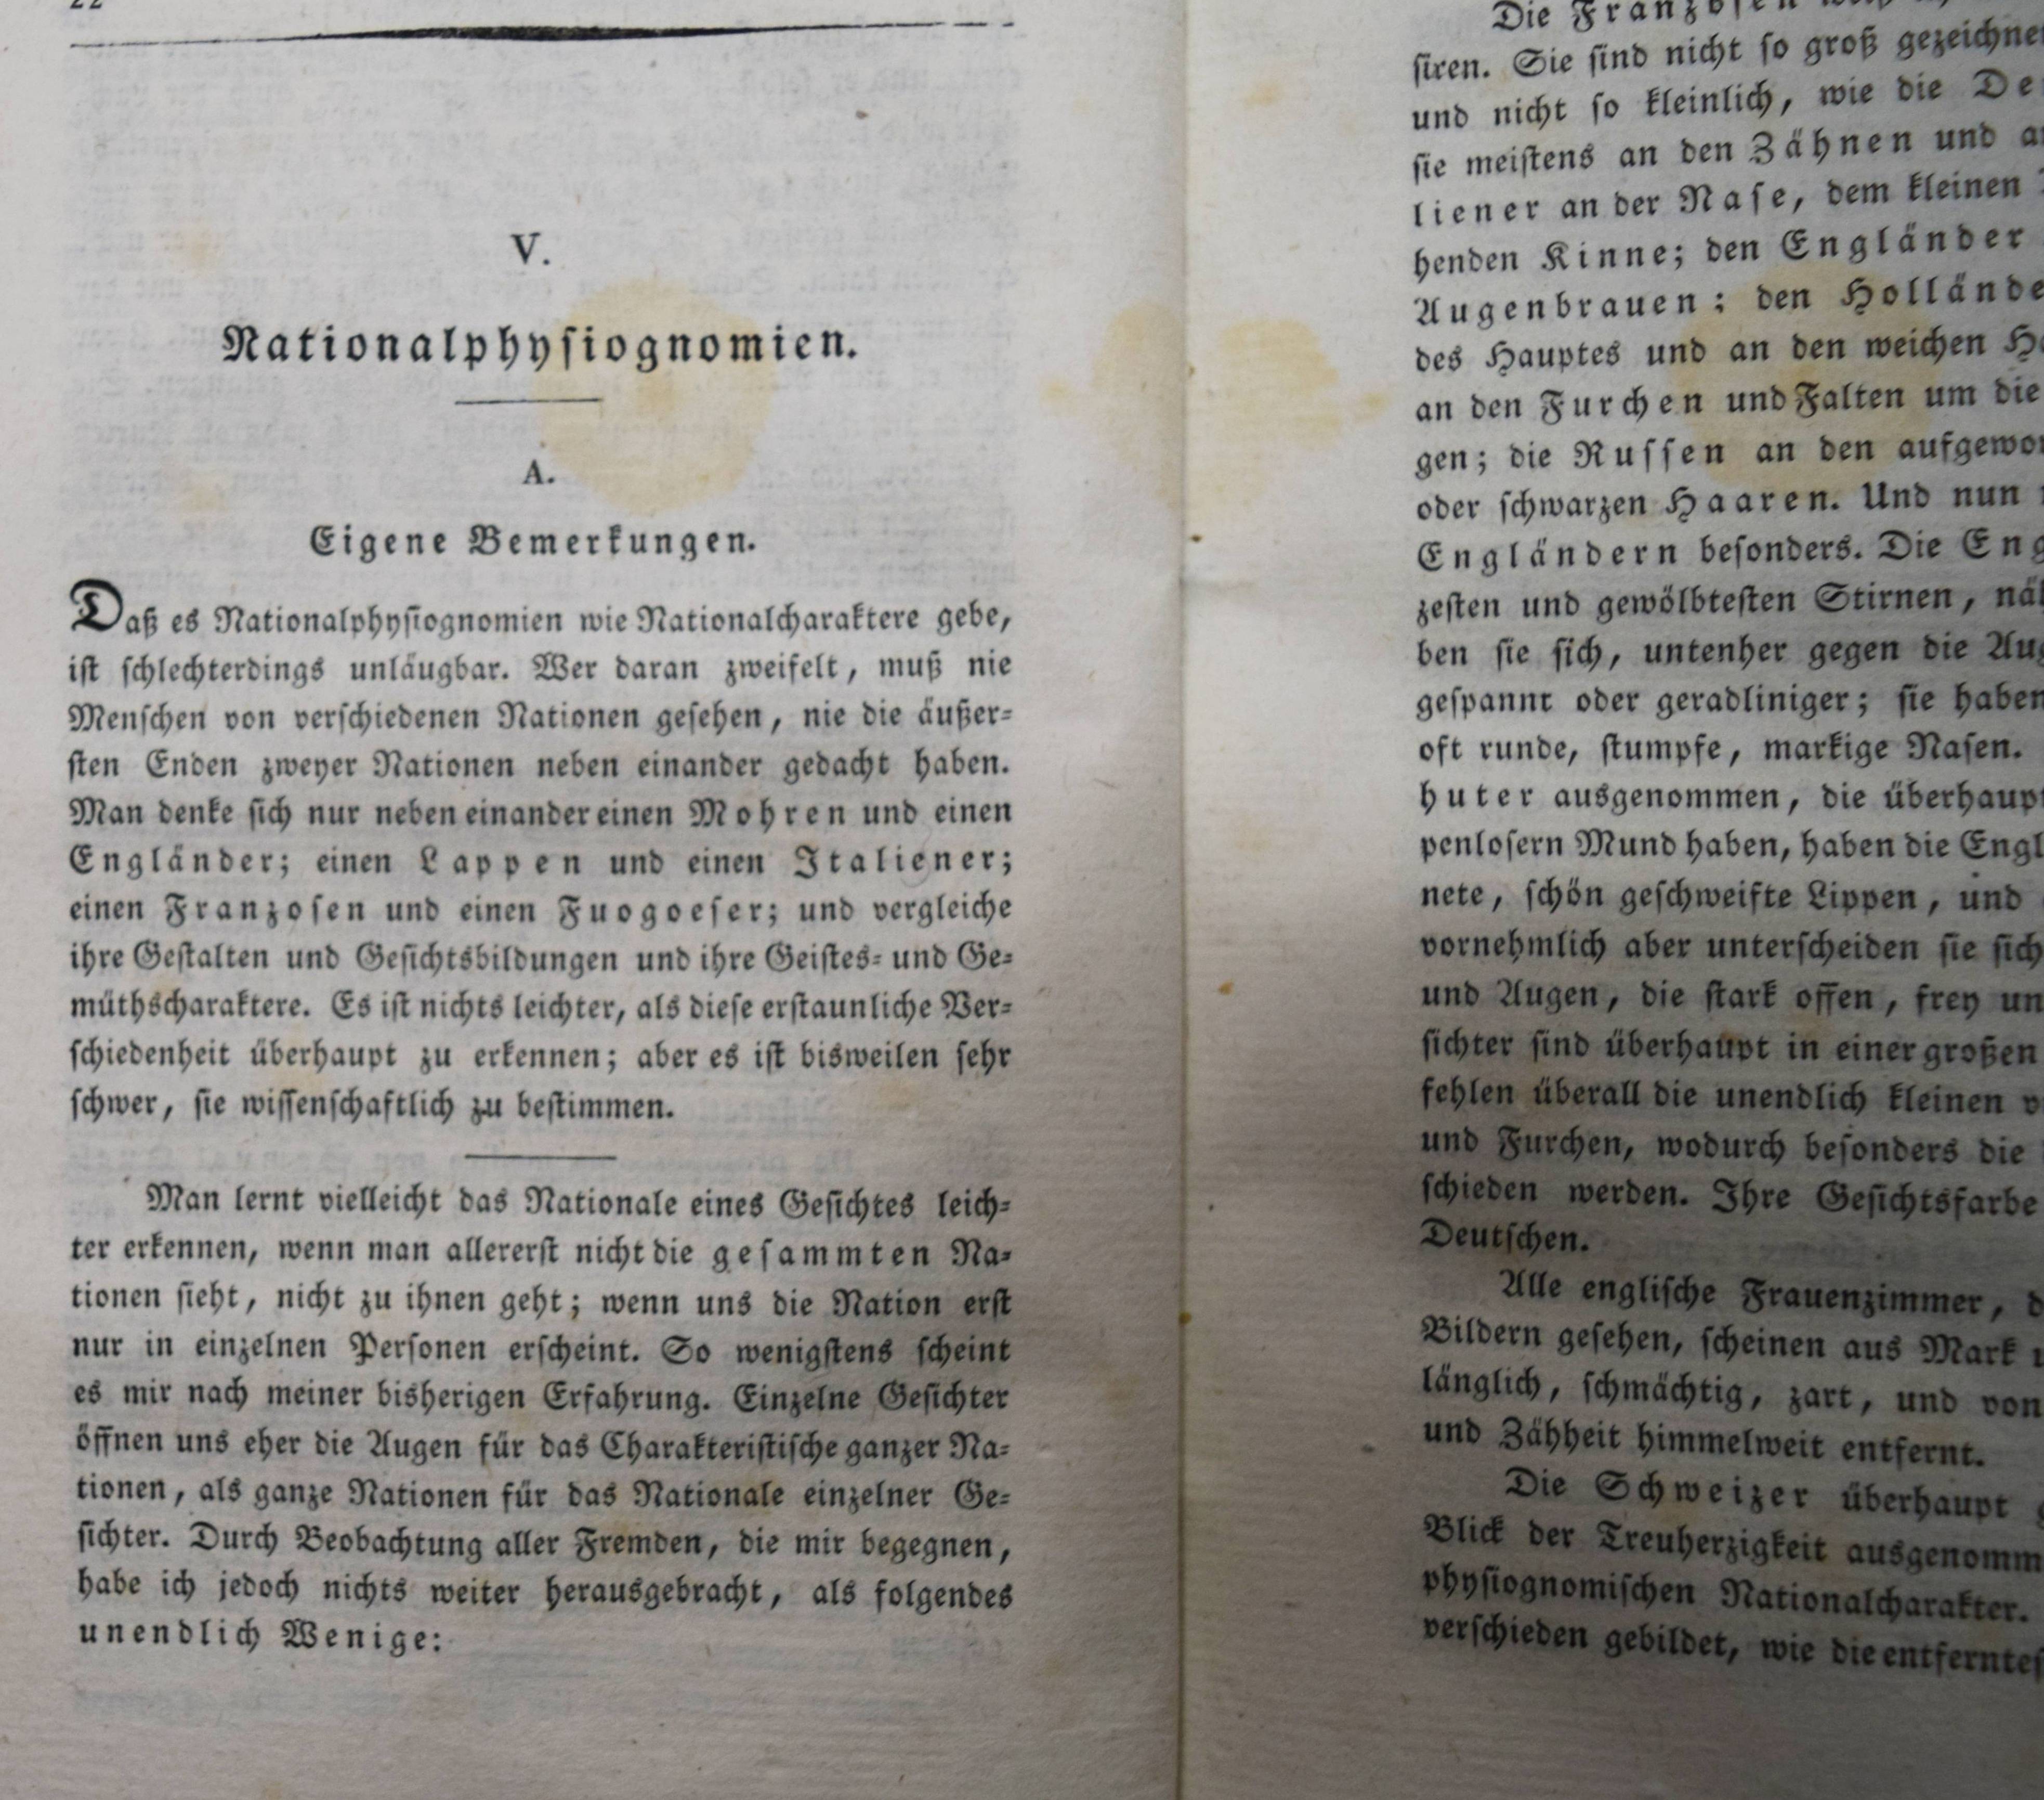 22
V.
Nationalphysiognomien.
A.
Eigene Bemerkungen.
Daß es Nationalphysiognomien wie Nationalcharaktere gebe,
ist schlechterdings unläugbar. Wer daran zweifelt, muß nie
Menschen von verschiedenen Nationen gesehen, nie die äußer-
sten Enden zweyer Nationen neben einander gedacht haben.
Man denke sich nur neben einander einen Mohren und einen
Engländer; einen Lappen und einen Italiener;
einen Franzosen und einen Fuogoeser; und vergleiche
ihre Gestalten und Gesichtsbildungen und ihre Geistes- und Ge-
müthscharaktere. Es ist nichts leichter, als diese erstaunliche Ver-
schiedenheit überhaupt zu erkennen; aber es ist bisweilen sehr
schwer, sie wissenschaftlich zu bestimmen.
Man lernt vielleicht das Nationale eines Gesichtes leich-
ter erkennen, wenn man allererst nicht die gesammten Na-
tionen sieht, nicht zu ihnen geht; wenn uns die Nation erst
nur in einzelnen Personen erscheint. So wenigstens scheint
es mir nach meiner bisherigen Erfahrung. Einzelne Gesichter
öffnen uns eher die Augen für das Charakteristische ganzer Na-
tionen, als ganze Nationen für das Nationale einzelner Ge-
sichter. Durch Beobachtung aller Fremden, die mir begegnen,
habe ich jedoch nichts weiter herausgebracht, als folgendes
unendlich Wenige:
Die Franzosen
siren. Sie sind nicht so groß gezeichne
und nicht so kleinlich, wie die De
sie meistens an den Zähnen und a
liener an der Nase, dem kleinen
henden Kinne; den Engländer
Augenbrauen; den Hollände
des Hauptes und an den weichen Ha
an den Furchen und Falten um die
gen; die Russen an den aufgewor
oder schwarzen Haaren. Und nun
Engländern besonders. Die Eng
zesten und gewölbtesten Stirnen, näh
ben sie sich, untenher gegen die Aug
gespannt oder geradliniger; sie haben
oft runde, stumpfe, markige Nasen.
huter ausgenommen, die überhaupt
penlosern Mund haben, haben die Engl
nete, schön geschweifte Lippen, und
vornehmlich aber unterscheiden sie sich
und Augen, die stark offen, frey un
sichter sind überhaupt in einer großen
fehlen überall die unendlich kleinen v
und Furchen, wodurch besonders die
schieden werden. Ihre Gesichtsfarbe
Deutschen.
Alle englische Frauenzimmer, d
Bildern gesehen, scheinen aus Mark
länglich, schmächtig, zart, und von
und Zähheit himmelweit entfernt.
Die Schweizer überhaupt
Blick der Treuherzigkeit ausgenomm
physiognomischen Nationalcharakter.
verschieden gebildet, wie die entferntes